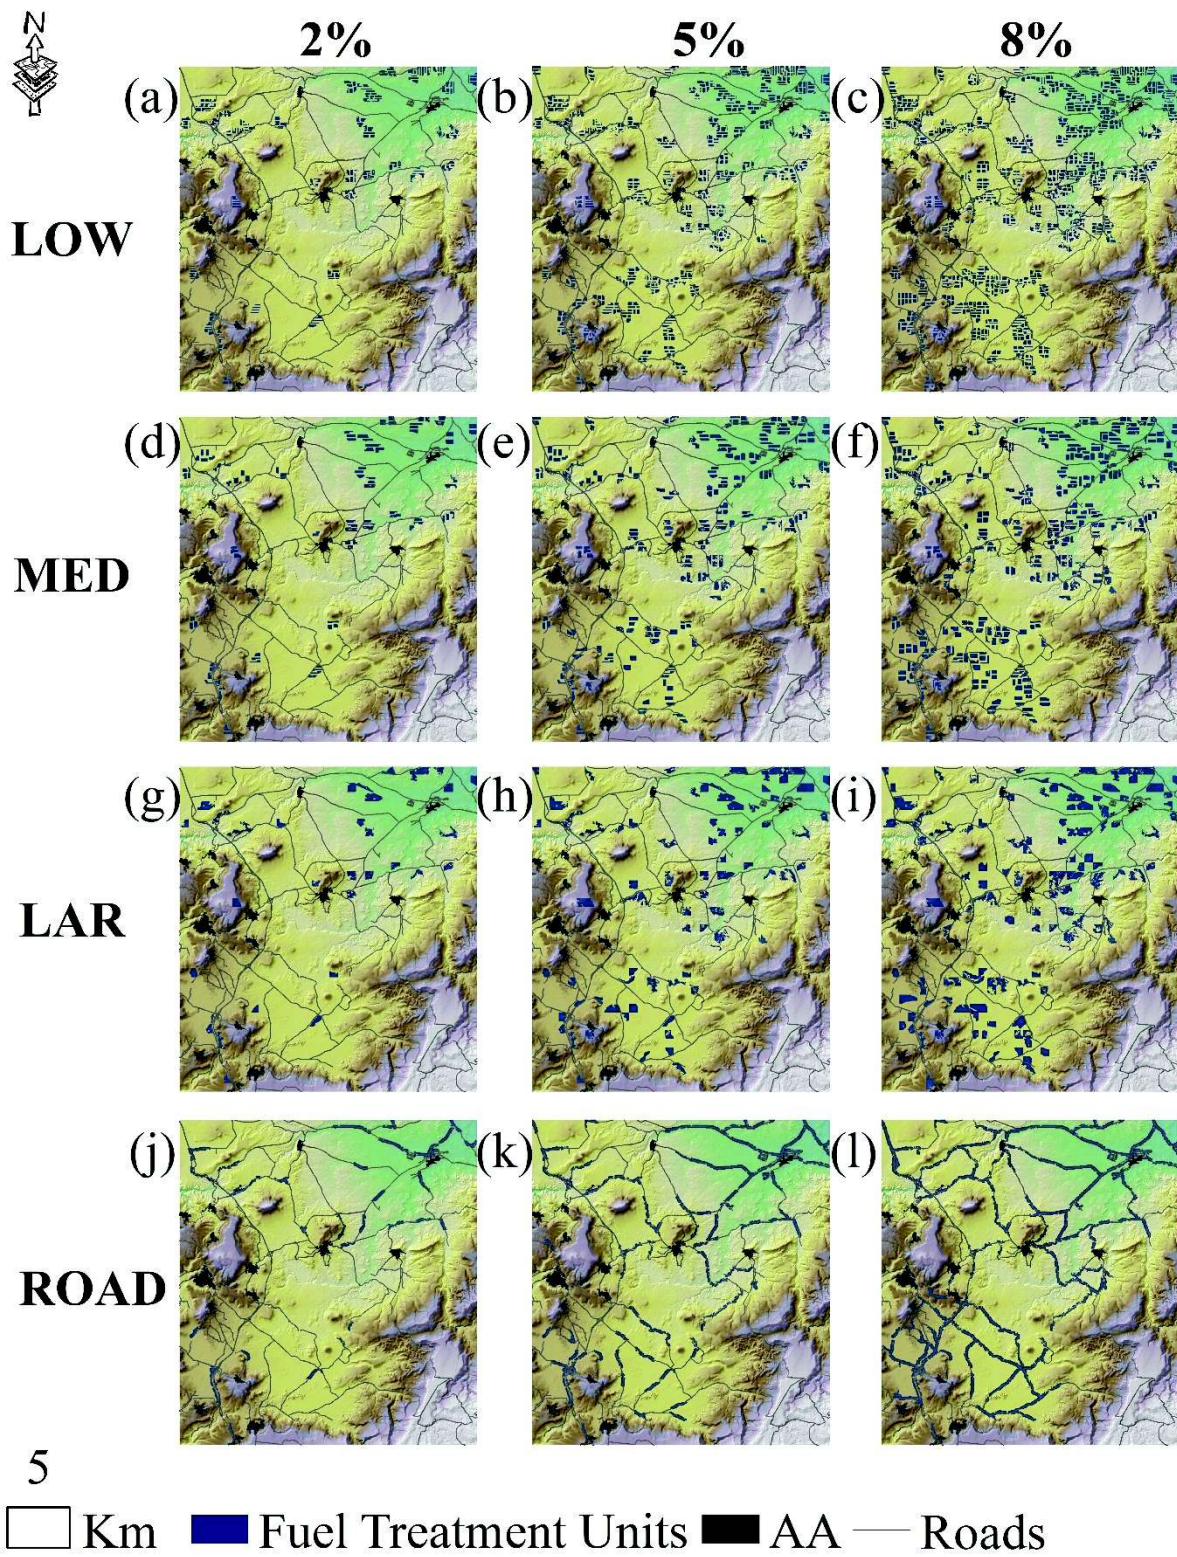 N
2% 5% 8%
(a) (b) (c)
LOW
(d) (e) (f)
MED
(g) (h) (i)
LAR
(j) (k) (l)
ROAD
5
Km Fuel Treatment Units AA Roads